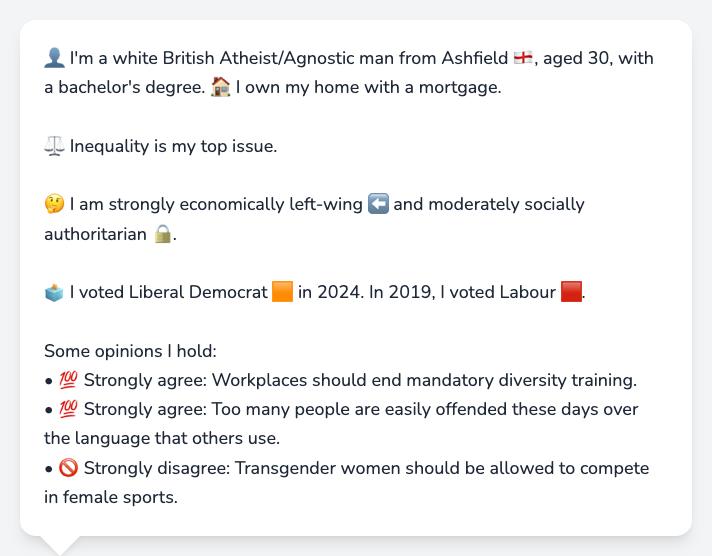 👤 I'm a white British Atheist/Agnostic man from Ashfield 🏴󠁧󠁢󠁥󠁮󠁧󠁿, aged 30, with
a bachelor's degree. 🏠 I own my home with a mortgage.
⚖️ Inequality is my top issue.
🤔 I am strongly economically left-wing ⬅️ and moderately socially
authoritarian 🔒.
🗳️ I voted Liberal Democrat 🟧 in 2024. In 2019, I voted Labour 🟥.
Some opinions I hold:
• 💯 Strongly agree: Workplaces should end mandatory diversity training.
• 💯 Strongly agree: Too many people are easily offended these days over
the language that others use.
• 🚫 Strongly disagree: Transgender women should be allowed to compete
in female sports.